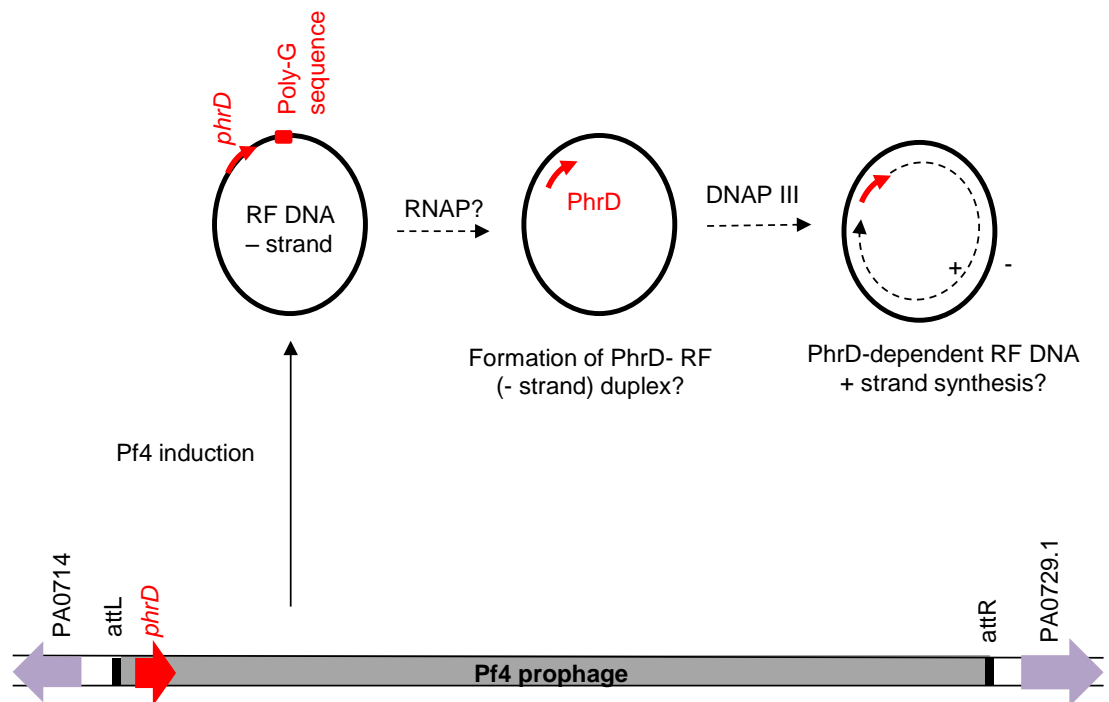 phrD
Poly-G
sequence
RF DNA
– strand
RNAP?
PhrD
DNAP III
+
-
Formation of PhrD- RF
(- strand) duplex?
PhrD-dependent RF DNA
+ strand synthesis?
Pf4 induction
PA0714
attL
phrD
attR
PA0729.1
Pf4 prophage